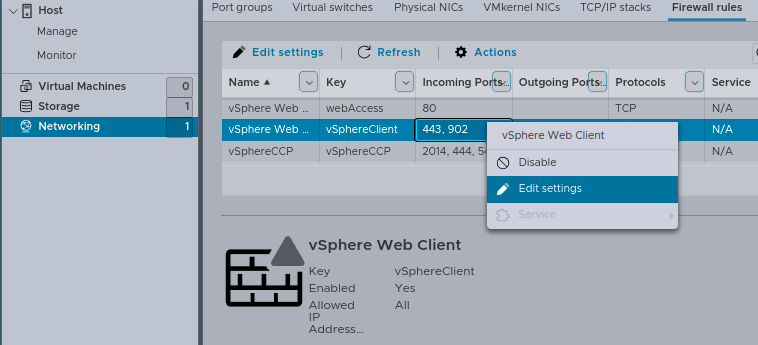 Host
Manage
Monitor
Virtual Machines 0
Storage 1
Networking 1
Port groups Virtual switches Physical NICs VMkernel NICs TCP/IP stacks Firewall rules
Edit settings Refresh Actions
Name Key Incoming Ports... Outgoing Ports... Protocols Service
vSphere Web ... webAccess 80 TCP N/A
vSphere Web ... vSphereClient 443, 902 N/A
vSphereCCP vSphereCCP 2014, 444, N/A
vSphere Web Client
Disable
Edit settings
Service
vSphere Web Client
Key vSphereClient
Enabled Yes
Allowed All
IP
Address...